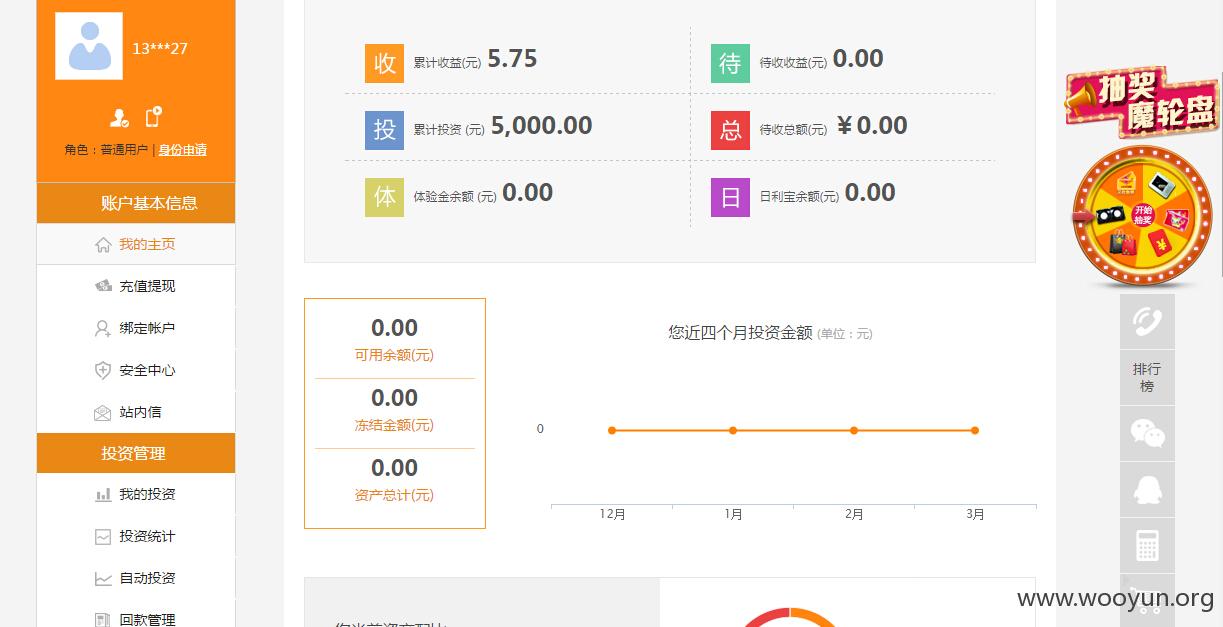 13***27
角色：普通用户 | 身份申请
账户基本信息
我的主页
充值提现
绑定帐户
安全中心
站内信
投资管理
我的投资
投资统计
自动投资
回款管理
收 累计收益(元) 5.75
待 待收收益(元) 0.00
投 累计投资 (元) 5,000.00
总 待收总额(元) ¥0.00
体 体验金余额 (元) 0.00
日 日利宝余额(元) 0.00
0.00
可用余额(元)
0.00
冻结金额(元)
0.00
资产总计(元)
您近四个月投资金额 (单位：元)
0
12月 1月 2月 3月
抽奖
魔轮盘
开始
抽奖
排行
榜
www.wooyun.org